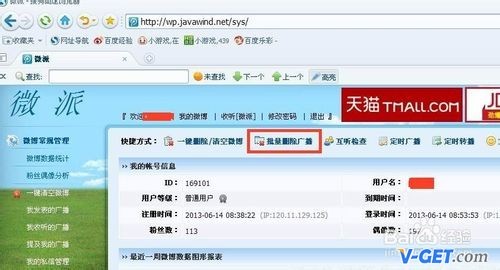 微派 - 搜狗高速浏览器
http://wp.javawind.net/sys/
收藏夹 网址导航 百度经验 小游戏,在 小游戏,439 百度乐彩 -
微派
查找: 未查找 上一个 下一个 高亮
微派
『 欢迎 我的微博 | 收听(微派) | 修改密码 | 退出 』
天猫 TMALL.COM
快捷方式: 一键删除/清空微博 批量删除广播 互听检查 定时广播 定时转播
微博常规管理
微博数据统计
粉丝偶像分析
一键清空微博
我发表的广播
我收听的广播
提及我的广播
我的私信管理
>> 我的帐号信息
ID: 169101 用户名:
用户等级: 普通用户 到期时间:
注册时间: 2013-06-14 08:38:22 (IP:120.11.129.125) 登录时间: 2013-06-14 08:53:53
粉丝数: 113 偶像数:
>> 最近一周微博数据图形报表
Baidu 经验
V-GET.com